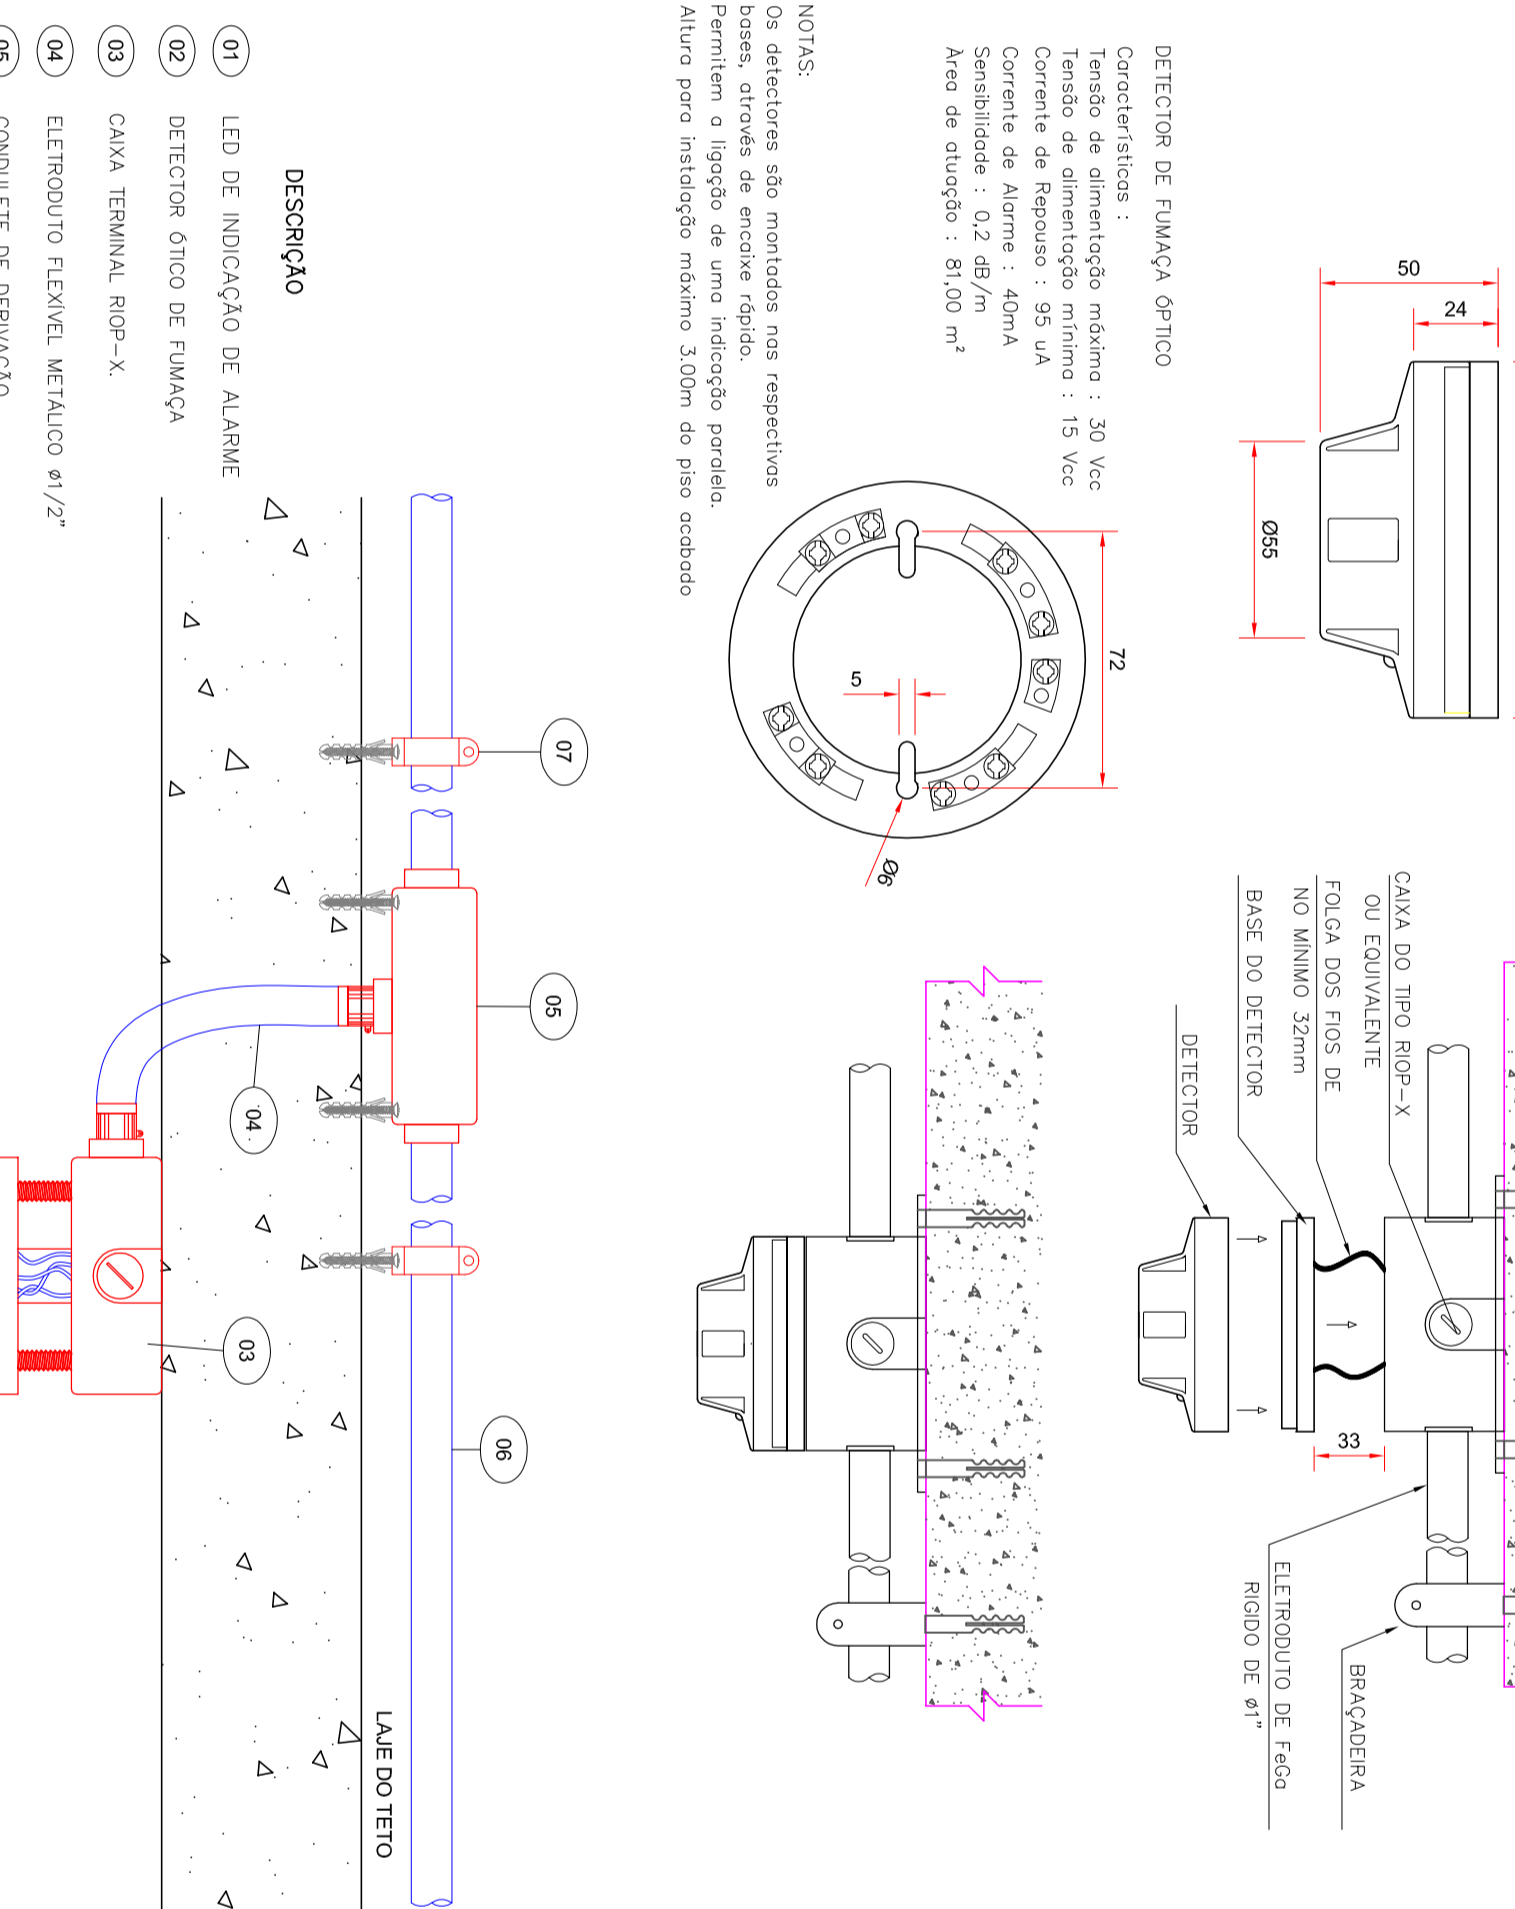 50
24
Ø55
DETECTOR DE FUMAÇA ÓPTICO
Características :
Tensão de alimentação máxima : 30 Vcc
Tensão de alimentação mínima : 15 Vcc
Corrente de Repouso : 95 uA
Corrente de Alarme : 40mA
Sensibilidade : 0,2 dB/m
Àrea de atuação : 81,00 m²
72
5
Ø6
NOTAS:
Os detectores são montados nas respectivas
bases, através de encaixe rápido.
Permitem a ligação de uma indicação paralela.
Altura para instalação máximo 3.00m do piso acabado
CAIXA DO TIPO RIOP-X
OU EQUIVALENTE
FOLGA DOS FIOS DE
NO MÍNIMO 32mm
BASE DO DETECTOR
DETECTOR
33
BRAÇADEIRA
ELETRODUTO DE FeGa
RIGIDO DE ø1"
07
05
04
03
06
LAJE DO TETO
DESCRIÇÃO
01 LED DE INDICAÇÃO DE ALARME
02 DETECTOR ÓTICO DE FUMAÇA
03 CAIXA TERMINAL RIOP-X.
04 ELETRODUTO FLEXÍVEL METÁLICO ø1/2"
05 CONDULETE DE DERIVAÇÃO